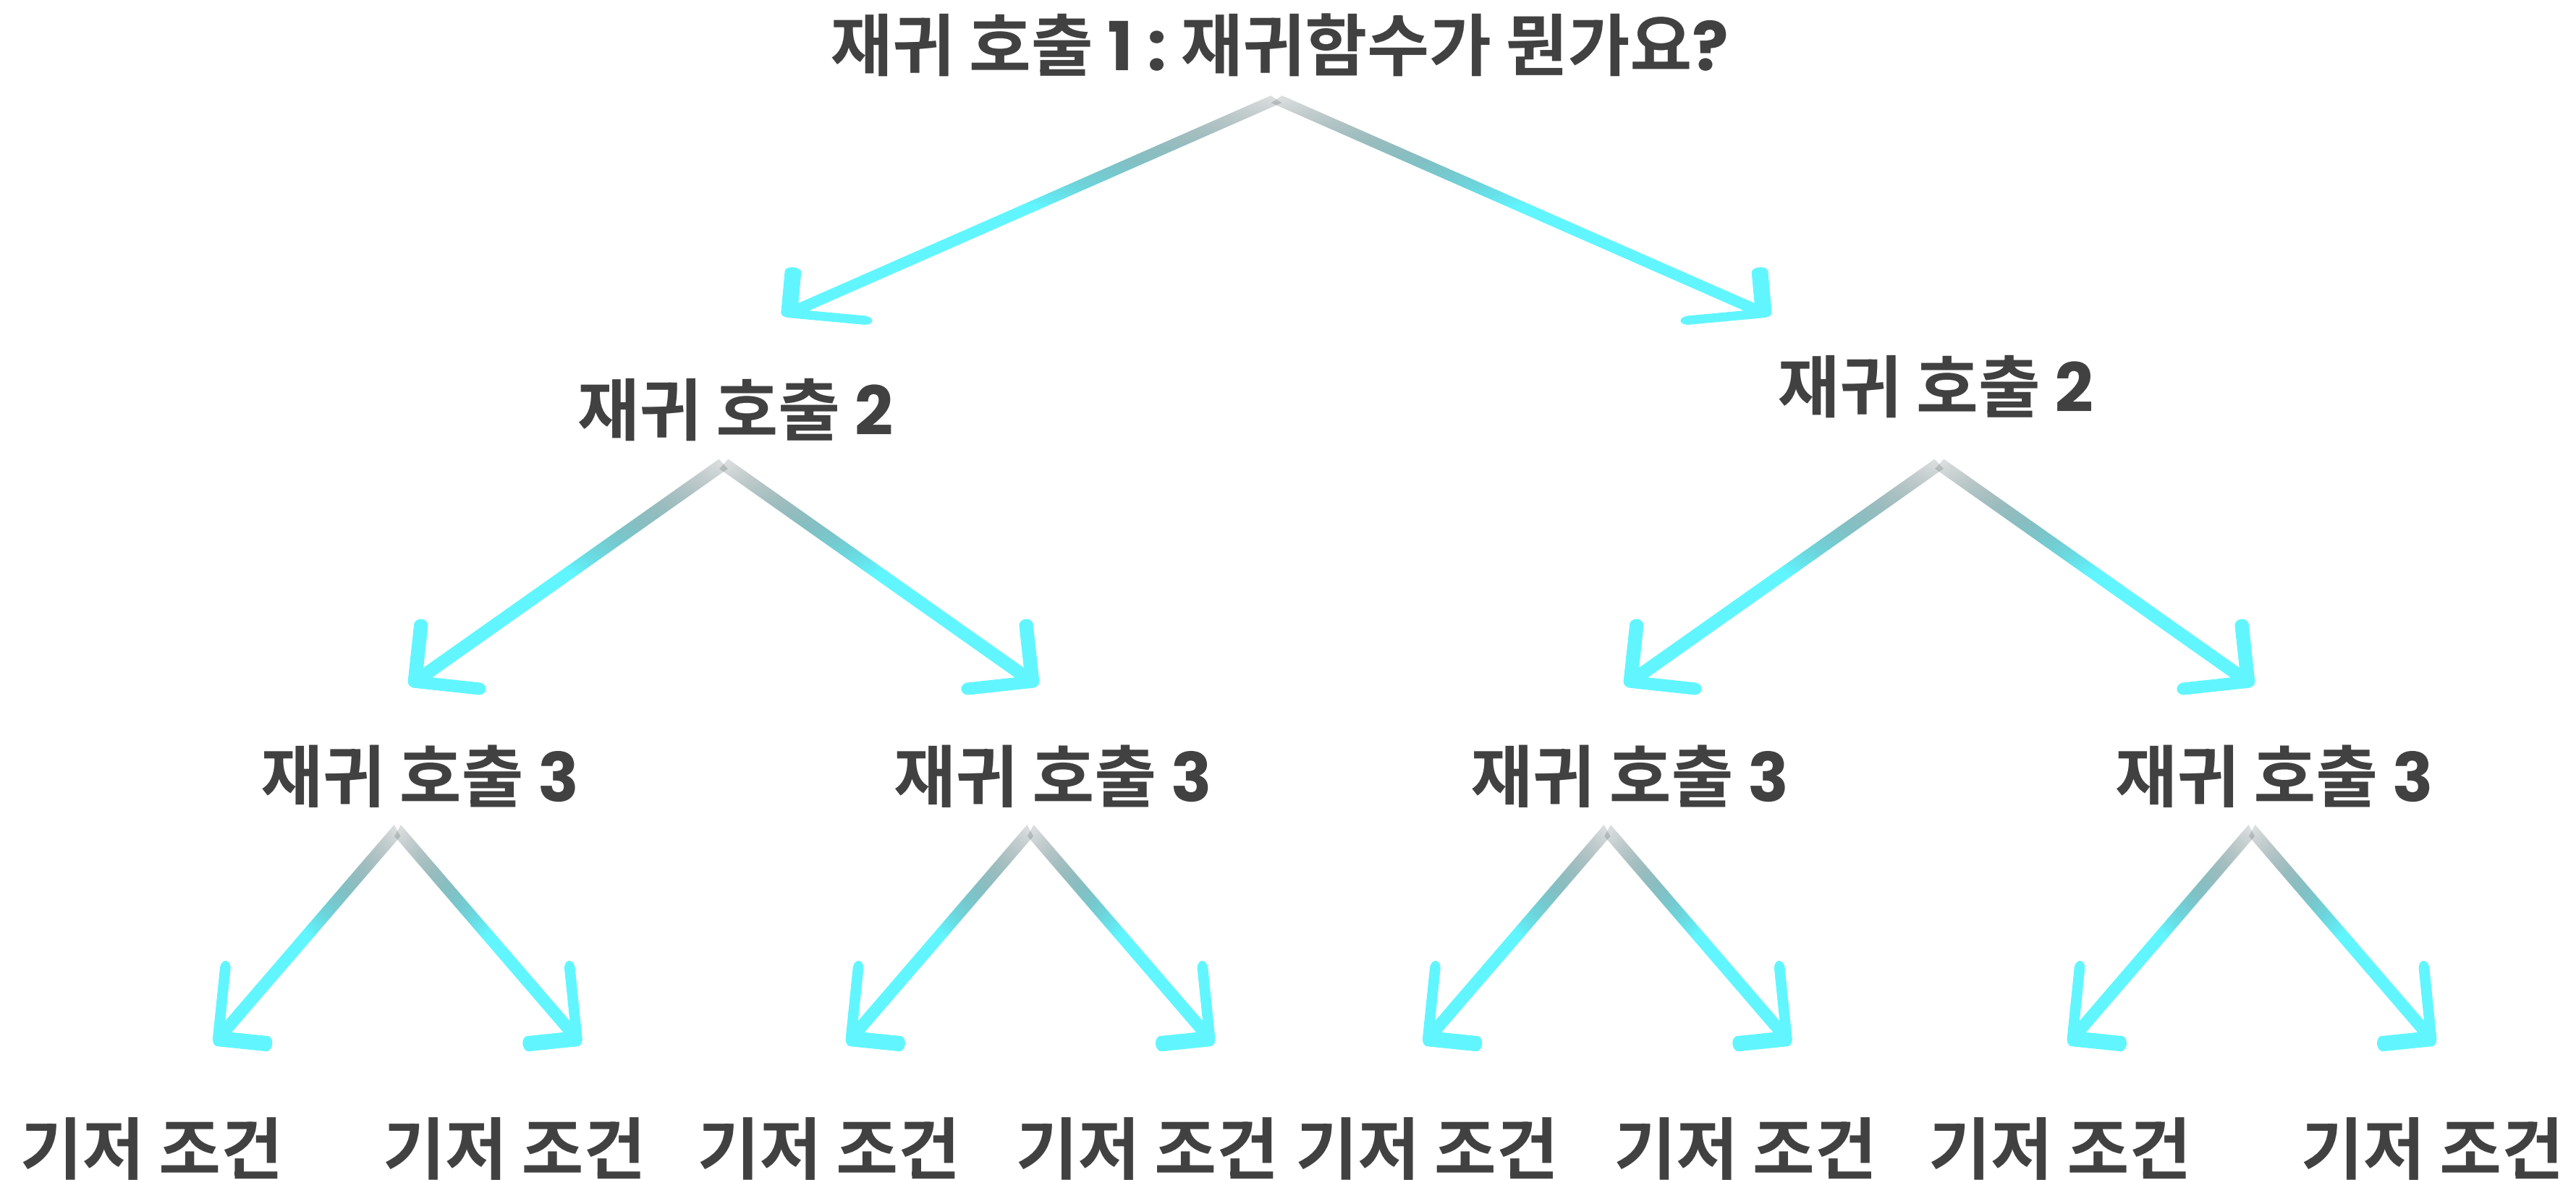 재귀 호출 1 : 재귀함수가 뭔가요?
재귀 호출 2 재귀 호출 2
재귀 호출 3 재귀 호출 3 재귀 호출 3 재귀 호출 3
기저 조건 기저 조건 기저 조건 기저 조건 기저 조건 기저 조건 기저 조건 기저 조건